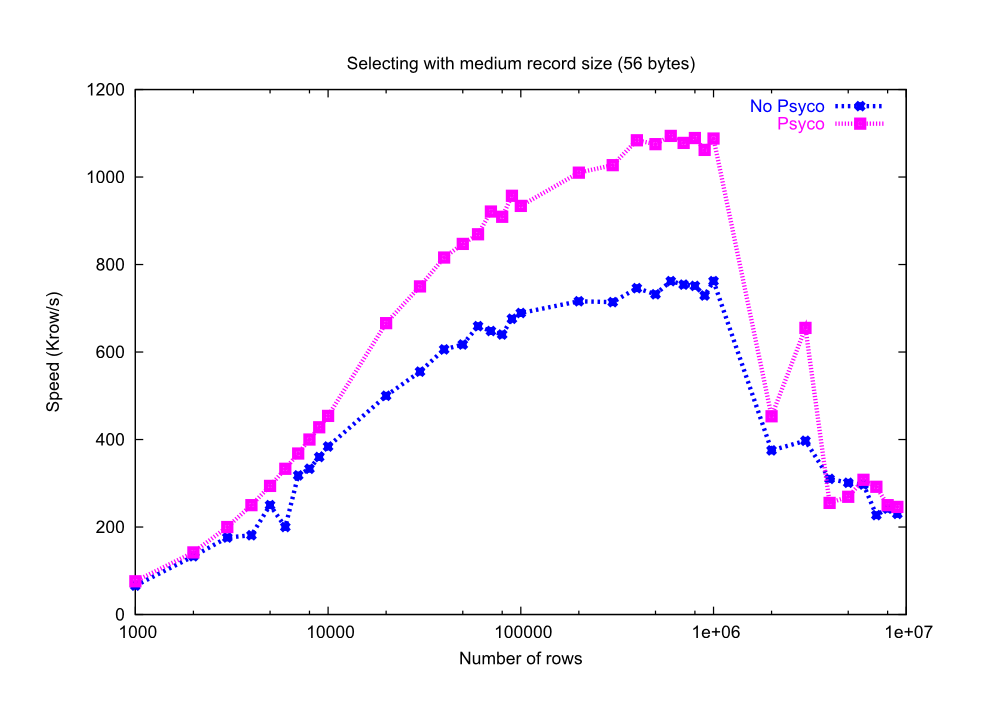 Selecting with medium record size (56 bytes)
1200
1000
800
600
400
200
0
Speed (Krow/s)
No Psyco
Psyco
1000
10000
100000
1e+06
1e+07
Number of rows